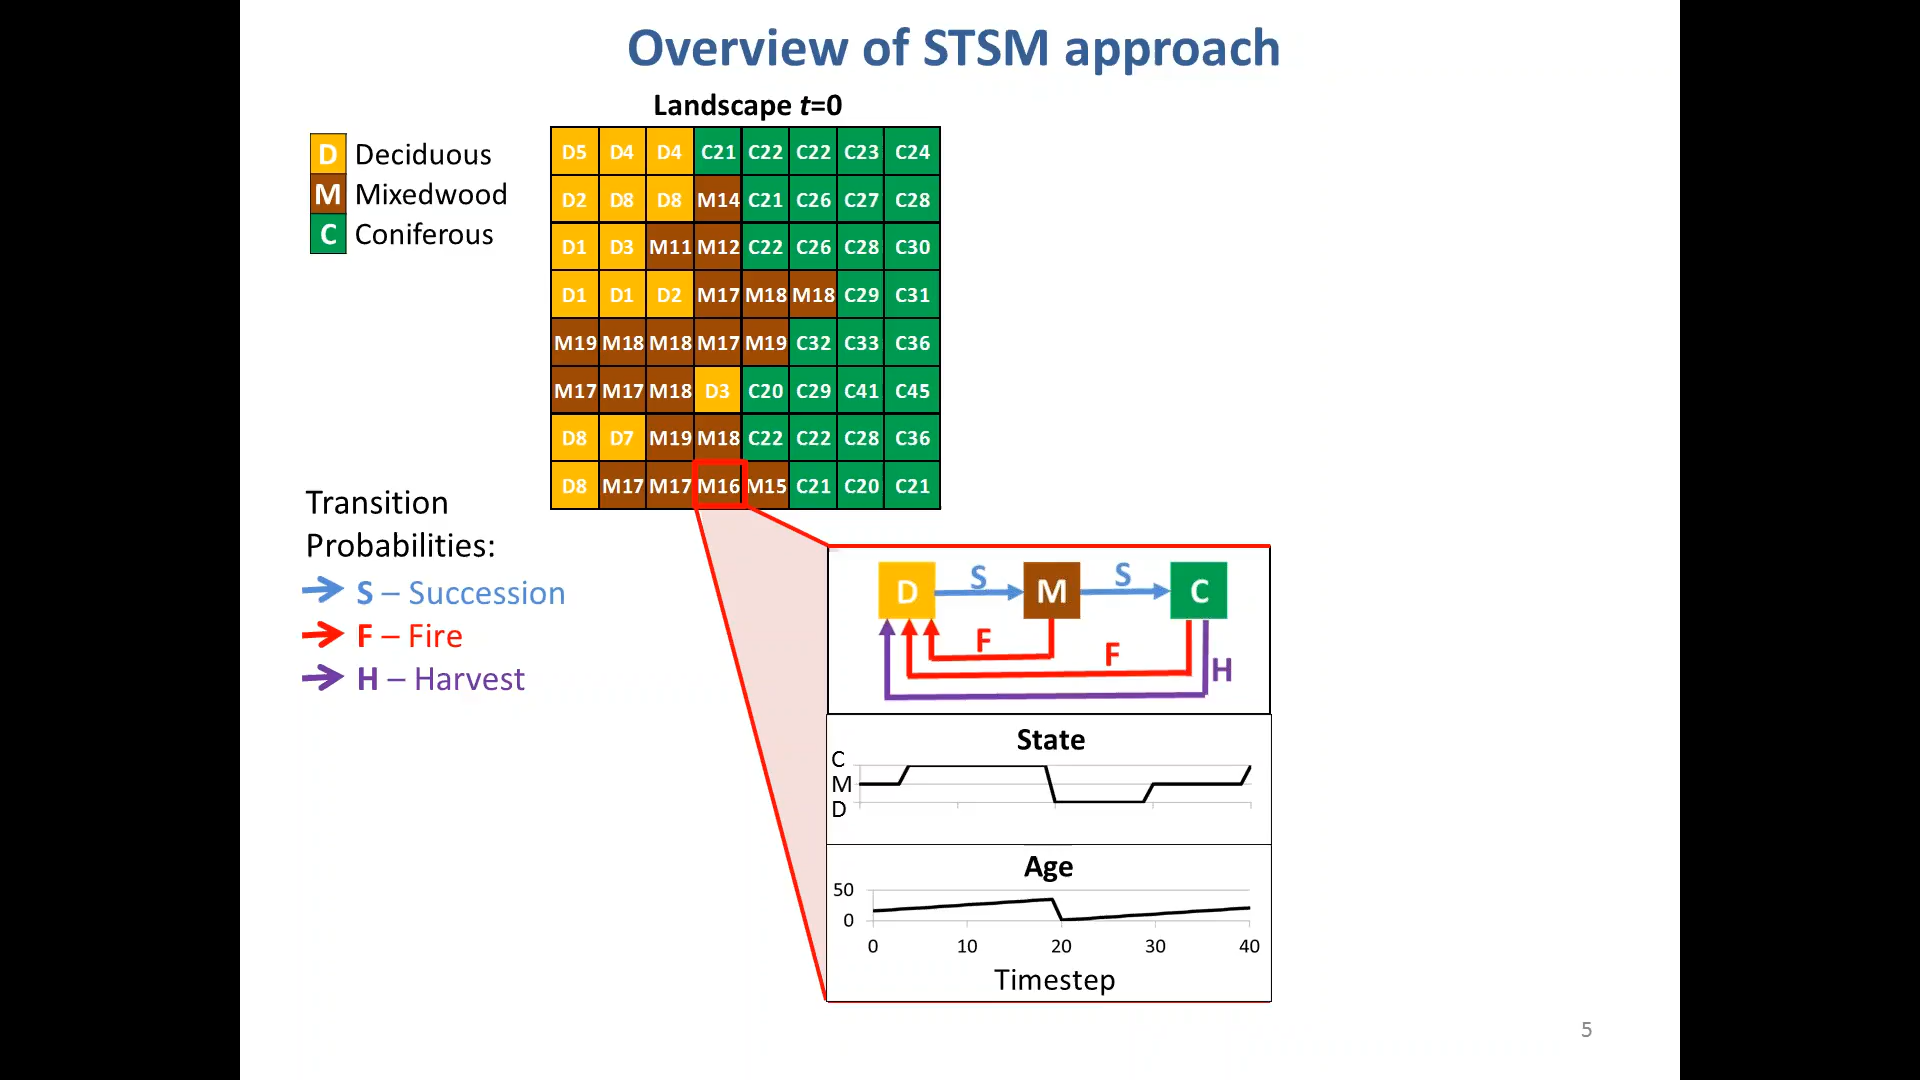 Overview of STSM approach
Landscape t=0
D Deciduous
M Mixedwood
C Coniferous
D5 D4 D4 C21 C22 C22 C23 C24
D2 D8 D8 M14 C21 C26 C27 C28
D1 D3 M11 M12 C22 C26 C28 C30
D1 D1 D2 M17 M18 M18 C29 C31
M19 M18 M18 M17 M19 C32 C33 C36
M17 M17 M18 D3 C20 C29 C41 C45
D8 D7 M19 M18 C22 C22 C28 C36
D8 M17 M17 M16 M15 C21 C20 C21
Transition
Probabilities:
S – Succession
F – Fire
H – Harvest
D S M S C
F F H
State
C
M
D
Age
50
0
0 10 20 30 40
Timestep
5